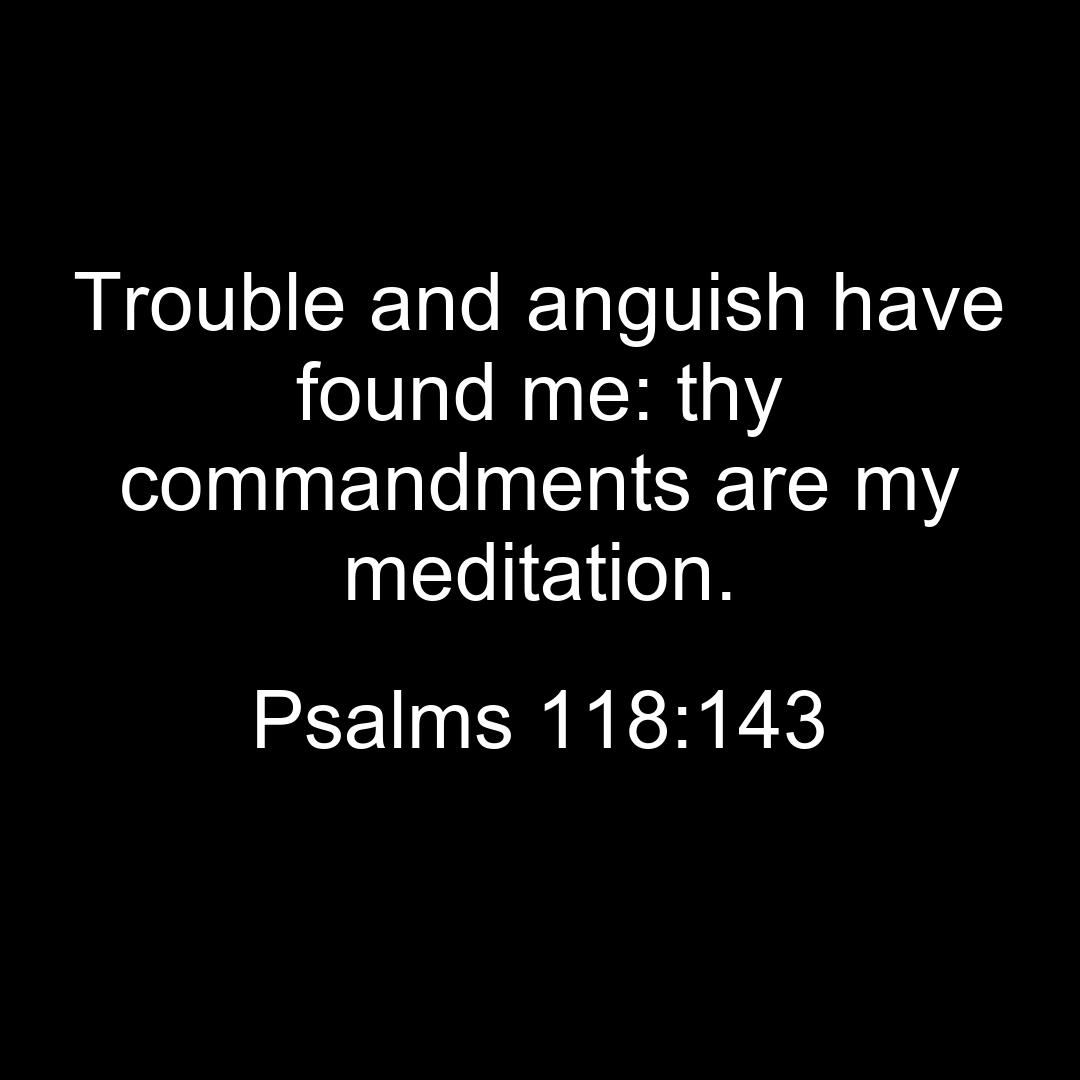 Trouble and anguish have
found me: thy
commandments are my
meditation.
Psalms 118:143